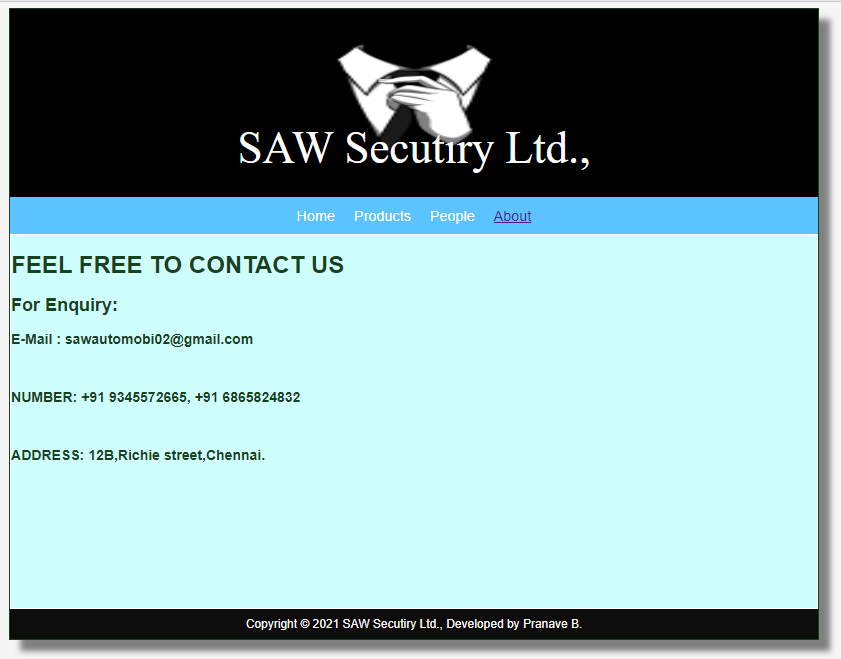 SAW Secutiry Ltd.,
Home Products People About
FEEL FREE TO CONTACT US
For Enquiry:
E-Mail : sawautomobi02@gmail.com
NUMBER: +91 9345572665, +91 6865824832
ADDRESS: 12B,Richie street,Chennai.
Copyright © 2021 SAW Secutiry Ltd., Developed by Pranave B.